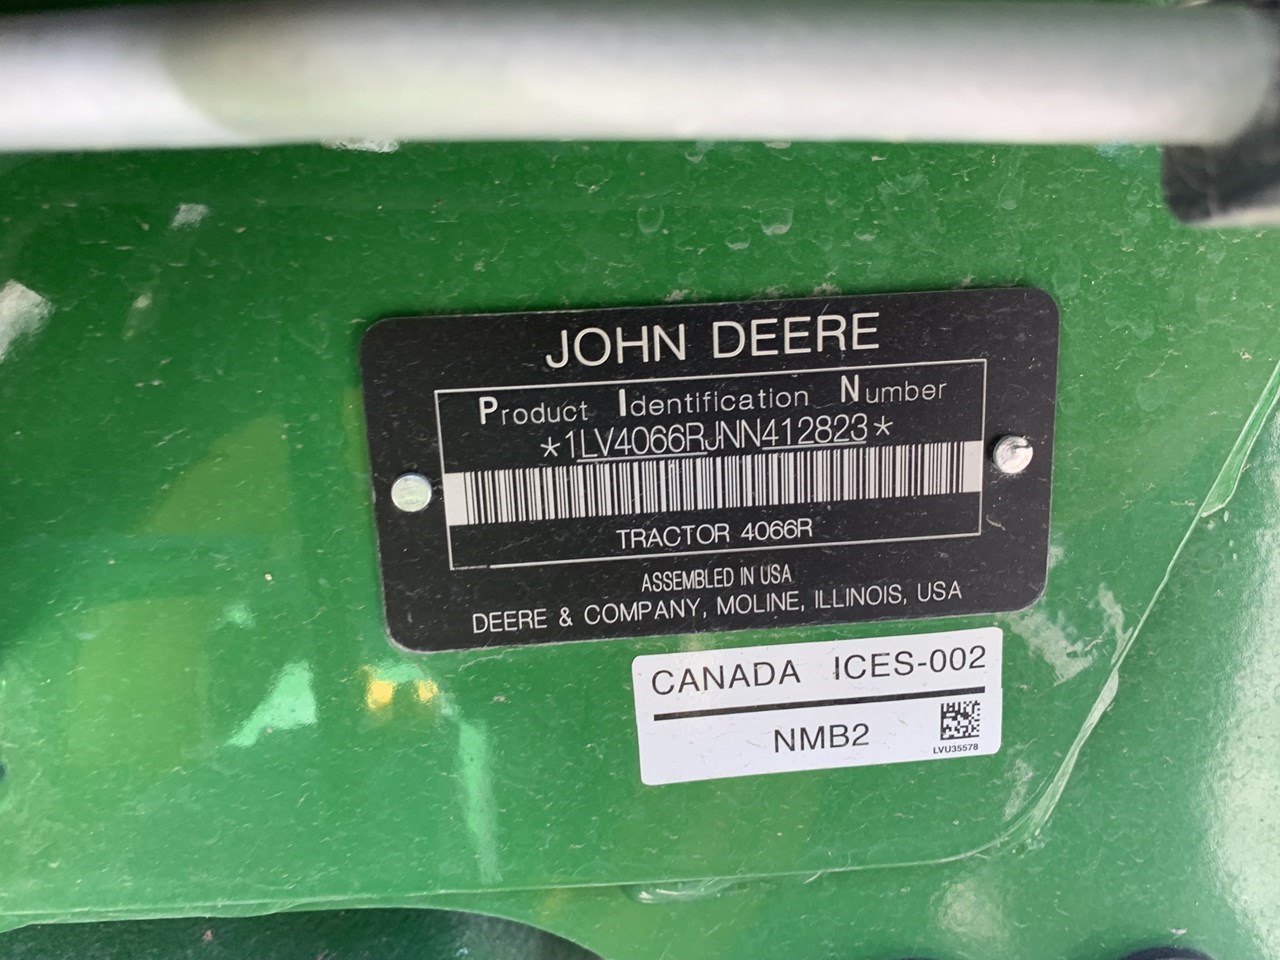 JOHN DEERE
Product Identification Number
*1LV4066RJNN412823*
TRACTOR 4066R
ASSEMBLED IN USA
DEERE & COMPANY, MOLINE, ILLINOIS, USA
CANADA ICES-002
NMB2
LVU35578